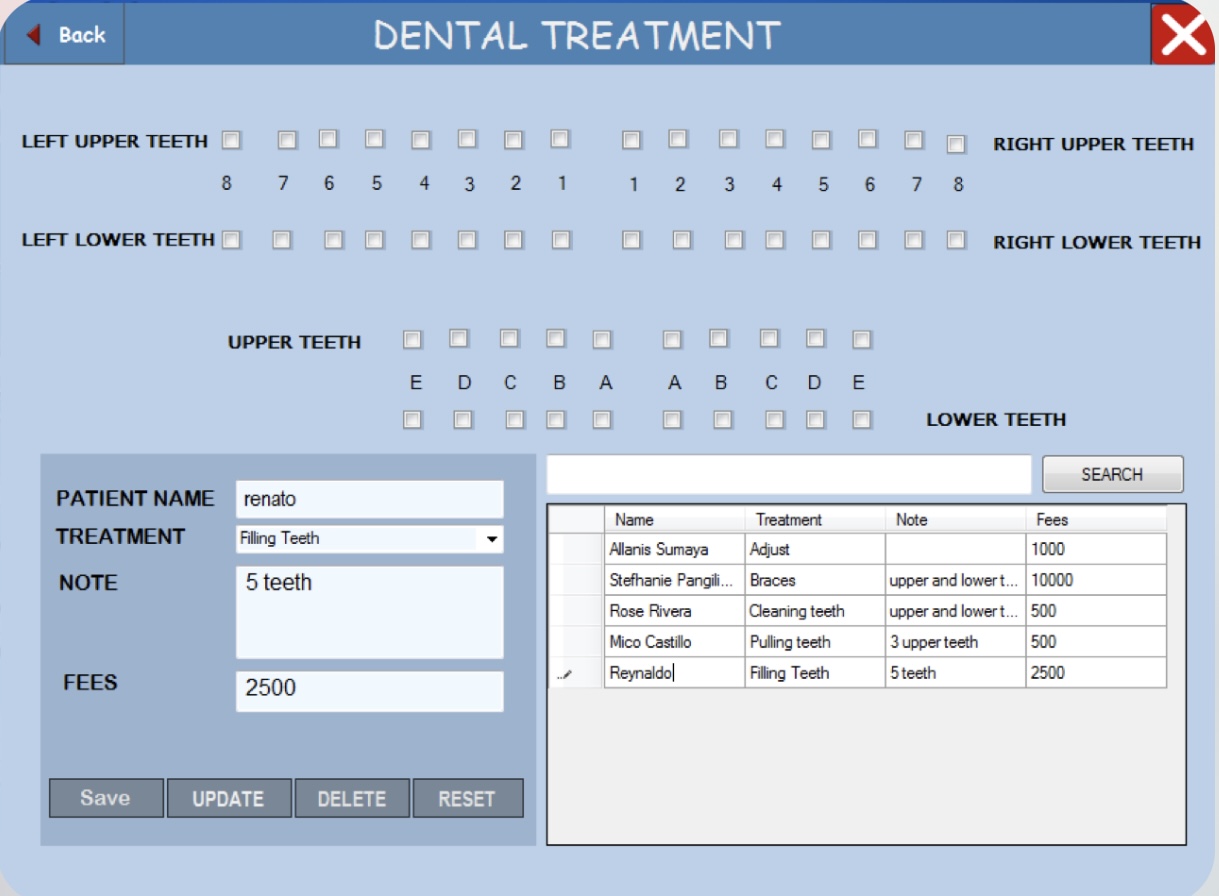 Back DENTAL TREATMENT
LEFT UPPER TEETH RIGHT UPPER TEETH
8 7 6 5 4 3 2 1 1 2 3 4 5 6 7 8
LEFT LOWER TEETH RIGHT LOWER TEETH
UPPER TEETH
E D C B A A B C D E
LOWER TEETH
PATIENT NAME renato
TREATMENT Filling Teeth
NOTE 5 teeth
FEES 2500
Save UPDATE DELETE RESET
SEARCH
Name Treatment Note Fees
Allanis Sumaya Adjust 1000
Stefhanie Pangili... Braces upper and lower t... 10000
Rose Rivera Cleaning teeth upper and lower t... 500
Mico Castillo Pulling teeth 3 upper teeth 500
Reynaldo Filling Teeth 5 teeth 2500